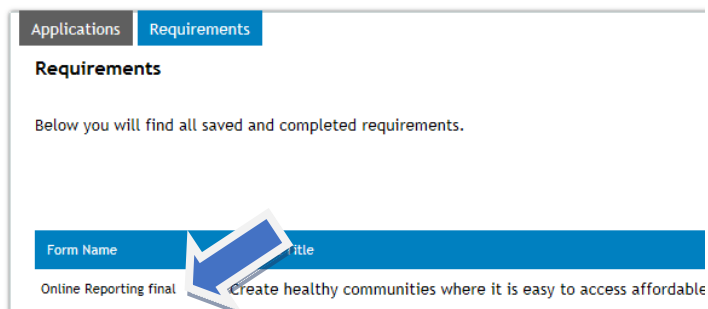 Applications Requirements
Requirements
Below you will find all saved and completed requirements.
Form Name Title
Online Reporting final Create healthy communities where it is easy to access affordable